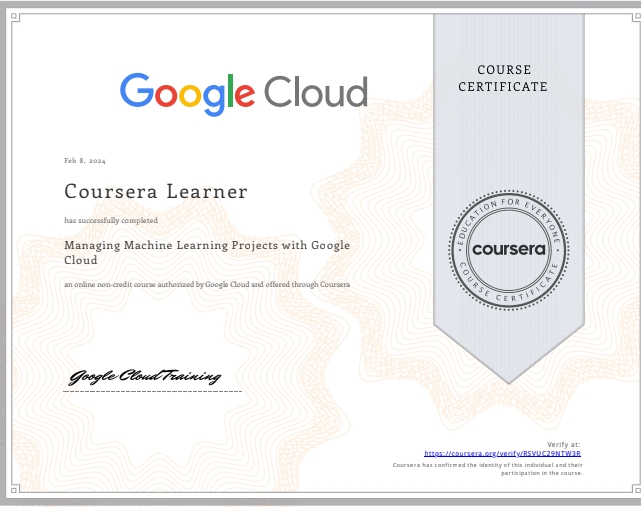 COURSE
CERTIFICATE
Google Cloud
Feb 8, 2024
Coursera Learner
has successfully completed
Managing Machine Learning Projects with Google
Cloud
an online non-credit course authorized by Google Cloud and offered through Coursera
EDUCATION FOR EVERYONE
coursera
COURSE CERTIFICATE
Google Cloud Training
Verify at:
https://coursera.org/verify/RSVUC29NTW3R
Coursera has confirmed the identity of this individual and their
participation in the course.